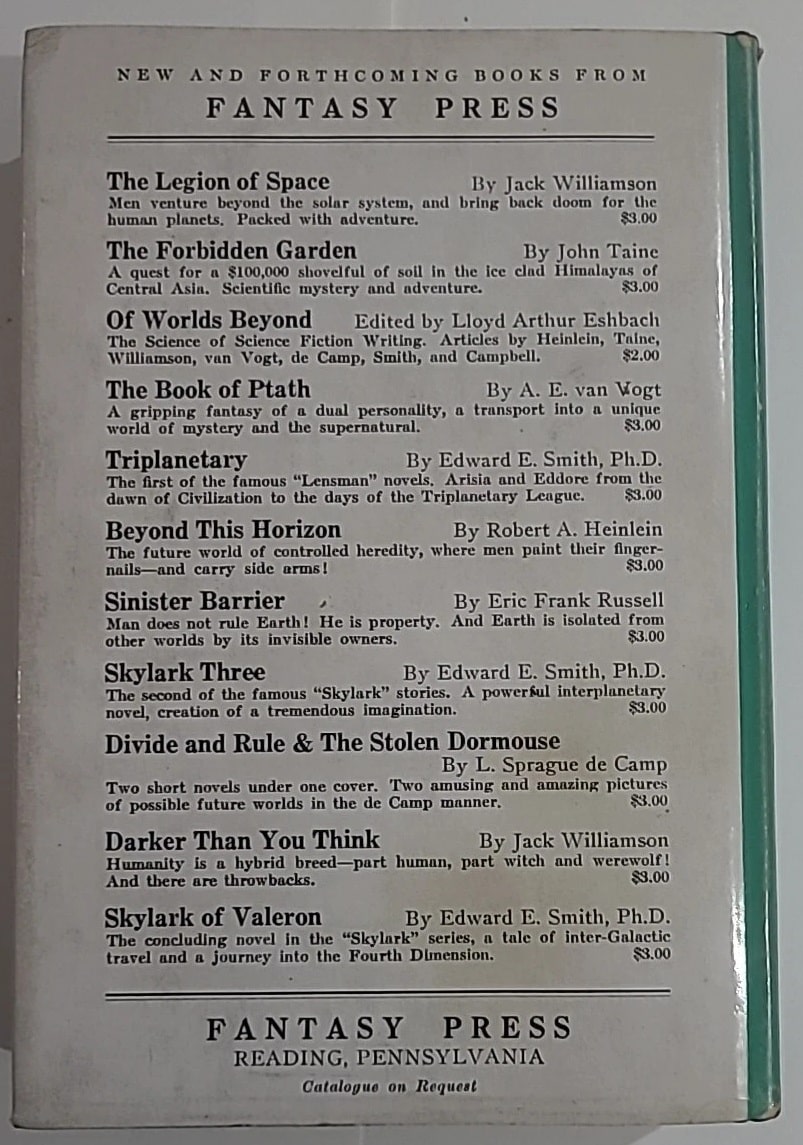 NEW AND FORTHCOMING BOOKS FROM
FANTASY PRESS
The Legion of Space By Jack Williamson
Men venture beyond the solar system, and bring back doom for the
human planets. Packed with adventure. $3.00
The Forbidden Garden By John Taine
A quest for a $100,000 shovelful of soil in the ice clad Himalayas of
Central Asia. Scientific mystery and adventure. $3.00
Of Worlds Beyond Edited by Lloyd Arthur Eshbach
The Science of Science Fiction Writing. Articles by Heinlein, Taine,
Williamson, van Vogt, de Camp, Smith, and Campbell. $2.00
The Book of Ptath By A. E. van Vogt
A gripping fantasy of a dual personality, a transport into a unique
world of mystery and the supernatural. $3.00
Triplanetary By Edward E. Smith, Ph.D.
The first of the famous “Lensman” novels. Arisia and Eddore from the
dawn of Civilization to the days of the Triplanetary League. $3.00
Beyond This Horizon By Robert A. Heinlein
The future world of controlled heredity, where men paint their finger-
nails—and carry side arms! $3.00
Sinister Barrier By Eric Frank Russell
Man does not rule Earth! He is property. And Earth is isolated from
other worlds by its invisible owners. $3.00
Skylark Three By Edward E. Smith, Ph.D.
The second of the famous “Skylark” stories. A powerful interplanetary
novel, creation of a tremendous imagination. $3.00
Divide and Rule & The Stolen Dormouse
By L. Sprague de Camp
Two short novels under one cover. Two amusing and amazing pictures
of possible future worlds in the de Camp manner. $3.00
Darker Than You Think By Jack Williamson
Humanity is a hybrid breed—part human, part witch and werewolf!
And there are throwbacks. $3.00
Skylark of Valeron By Edward E. Smith, Ph.D.
The concluding novel in the “Skylark” series, a tale of inter-Galactic
travel and a journey into the Fourth Dimension. $3.00
FANTASY PRESS
READING, PENNSYLVANIA
Catalogue on Request